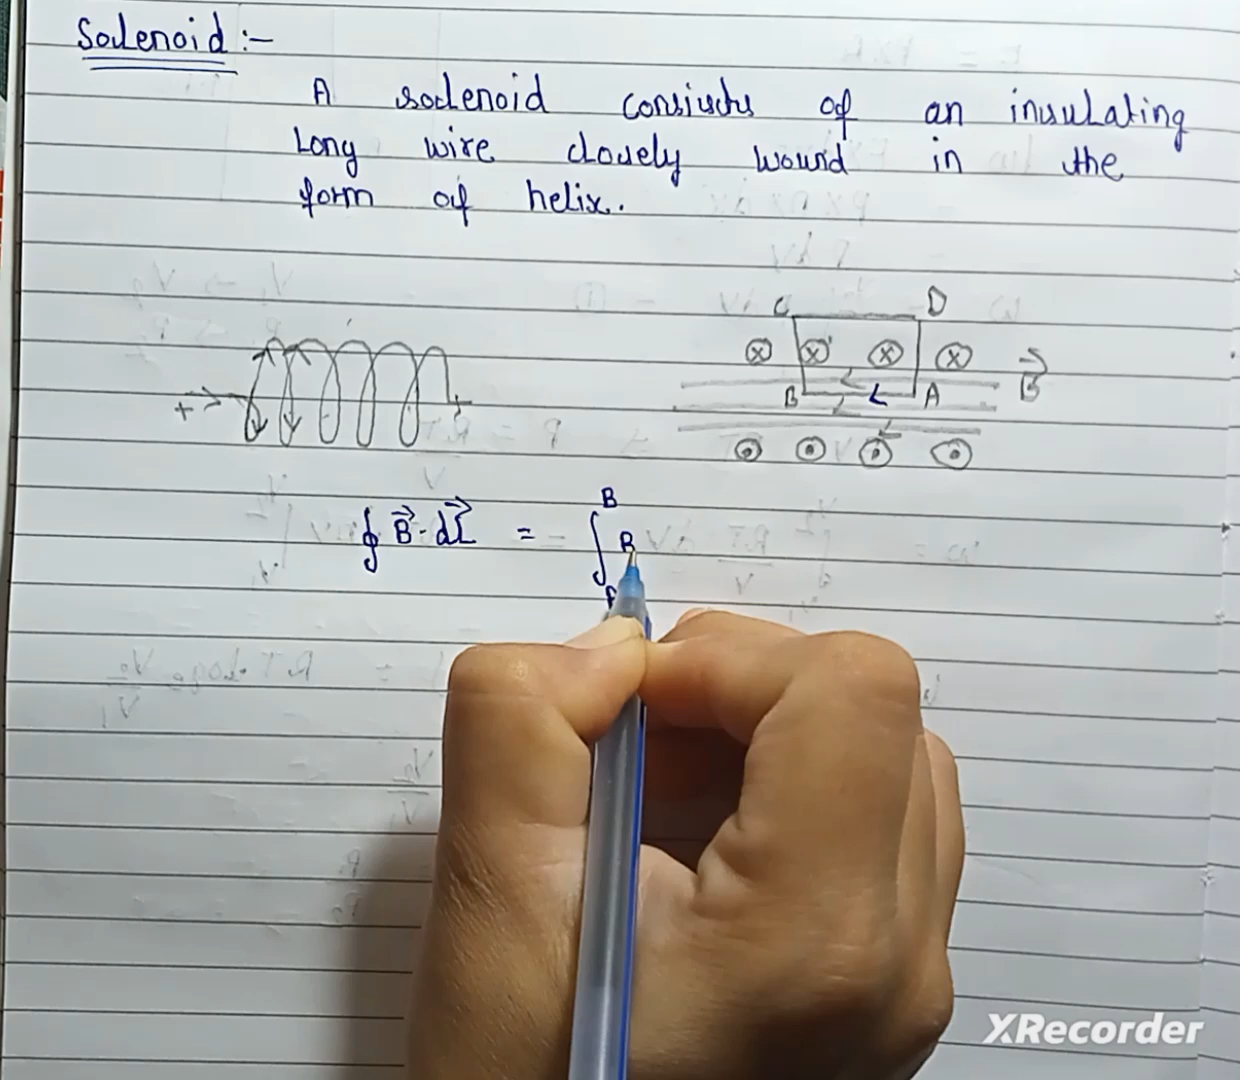 Solenoid :-
A solenoid consists of an insulating
Long wire closely wound in the
form of helix.
C D
B A B
∮ B⃗·dl⃗ = ∫ B B
XRecorder